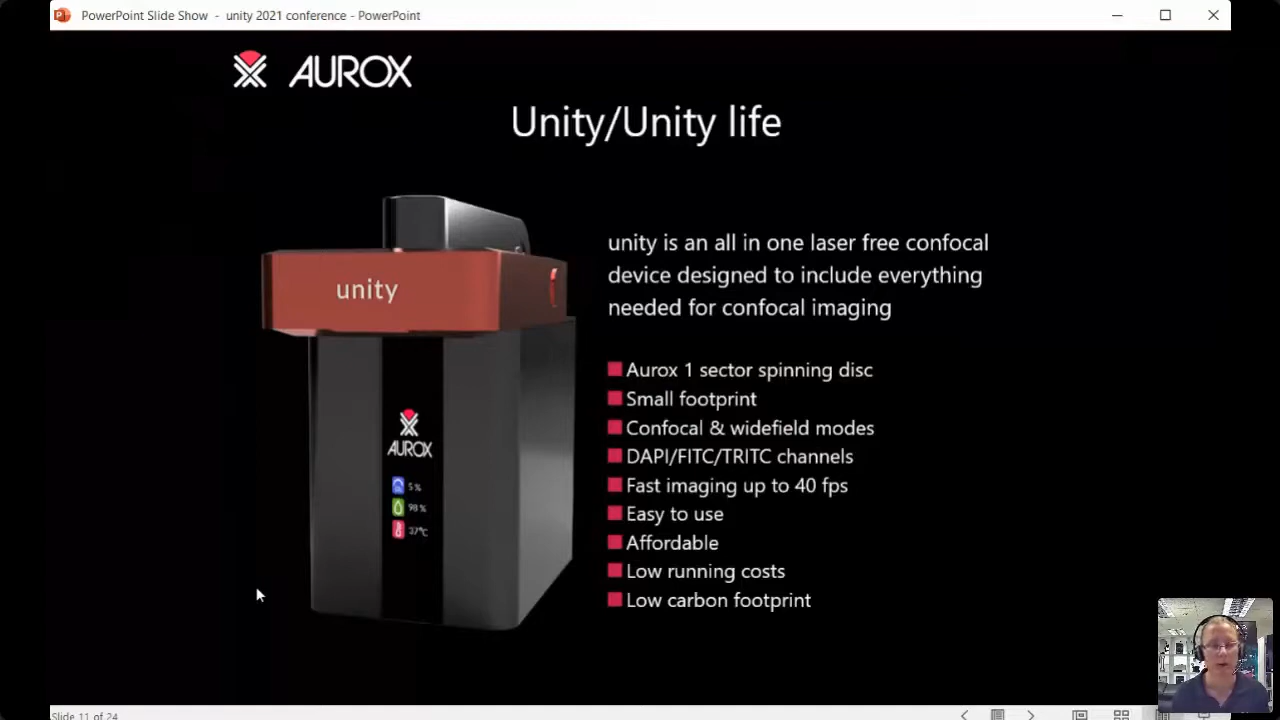 PowerPoint Slide Show - unity 2021 conference - PowerPoint
AUROX
Unity/Unity life
unity
AUROX
5 %
98 %
37°C
unity is an all in one laser free confocal
device designed to include everything
needed for confocal imaging
Aurox 1 sector spinning disc
Small footprint
Confocal & widefield modes
DAPI/FITC/TRITC channels
Fast imaging up to 40 fps
Easy to use
Affordable
Low running costs
Low carbon footprint
Slide 11 of 24